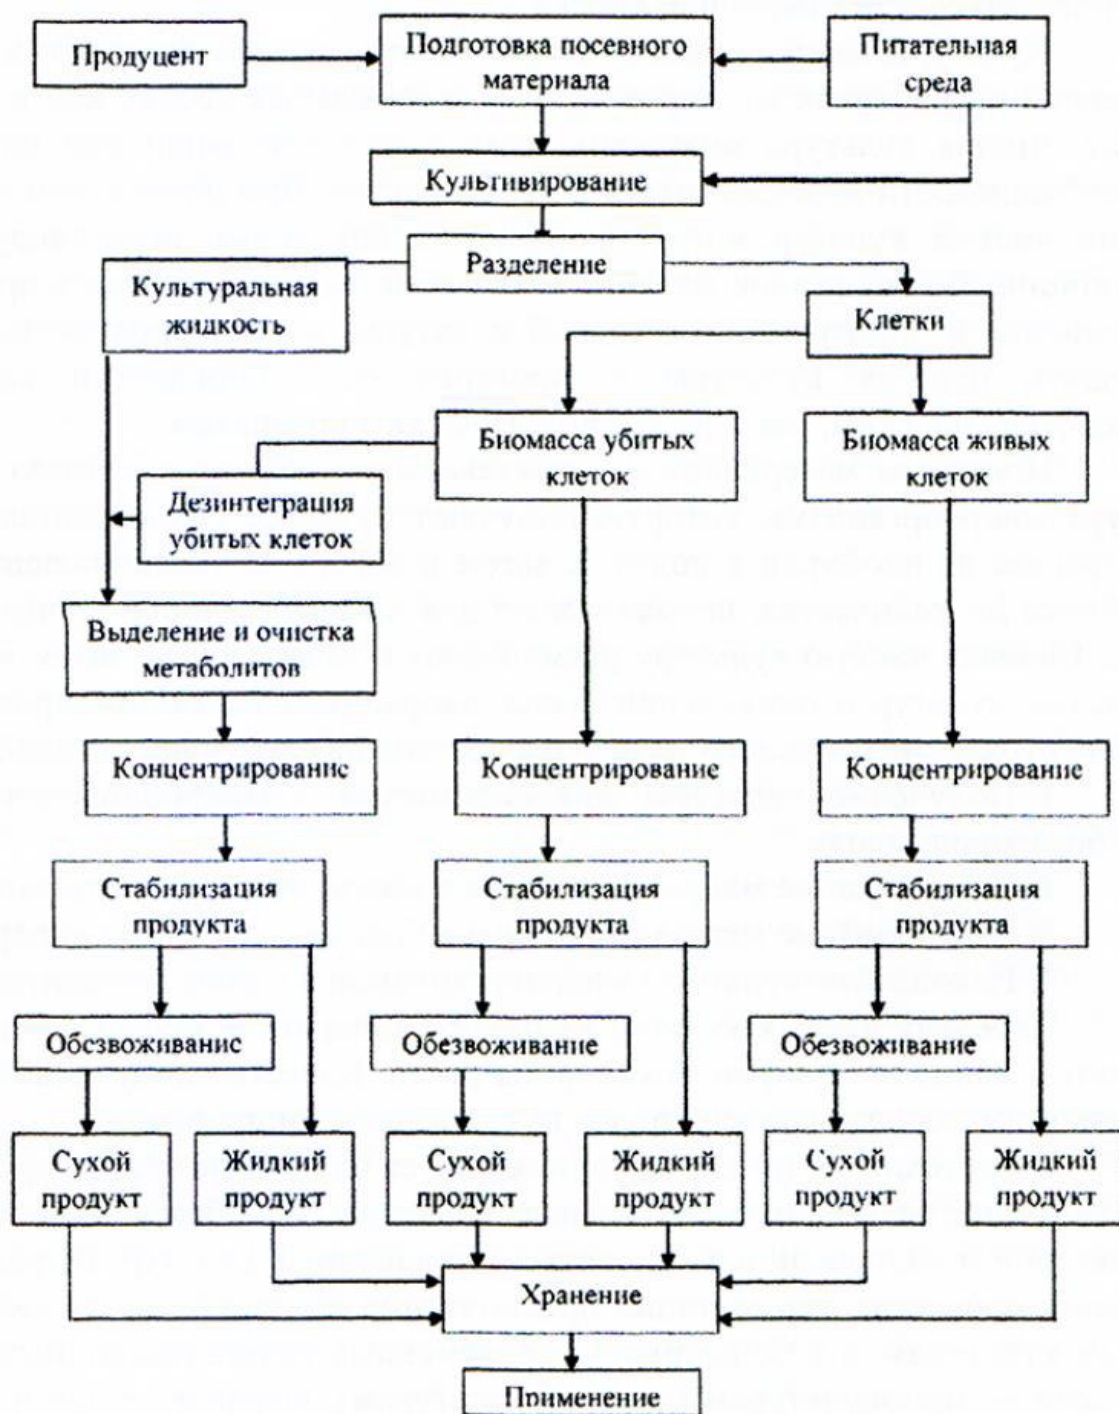 Продуцент
Подготовка посевного
материала
Питательная
среда
Культивирование
Разделение
Культуральная
жидкость
Клетки
Биомасса убитых
клеток
Биомасса живых
клеток
Дезинтеграция
убитых клеток
Выделение и очистка
метаболитов
Концентрирование
Концентрирование
Концентрирование
Стабилизация
продукта
Стабилизация
продукта
Стабилизация
продукта
Обезвоживание
Обезвоживание
Обезвоживание
Сухой
продукт
Жидкий
продукт
Сухой
продукт
Жидкий
продукт
Сухой
продукт
Жидкий
продукт
Хранение
Применение